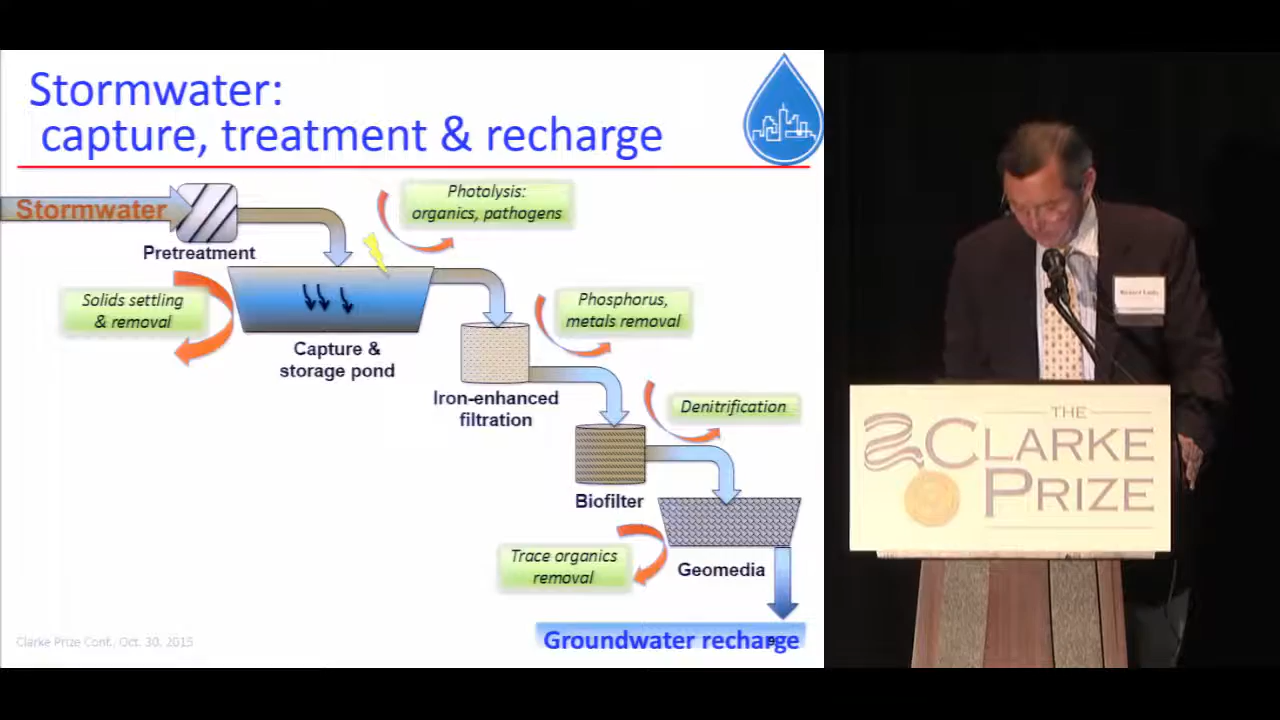 Stormwater:
capture, treatment & recharge
Stormwater
Pretreatment
Photolysis:
organics, pathogens
Solids settling
& removal
Capture &
storage pond
Phosphorus,
metals removal
Iron-enhanced
filtration
Denitrification
Biofilter
Trace organics
removal
Geomedia
Groundwater recharge
Clarke Prize Conf., Oct. 30, 2015
THE
CLARKE
PRIZE